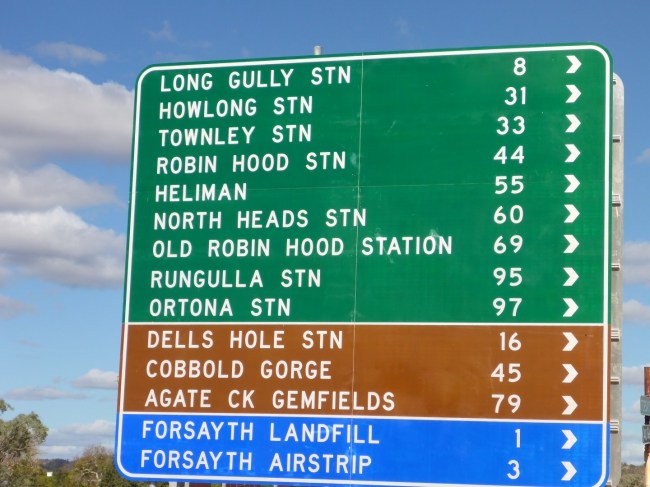 LONG GULLY STN 8
HOWLONG STN 31
TOWNLEY STN 33
ROBIN HOOD STN 44
HELIMAN 55
NORTH HEADS STN 60
OLD ROBIN HOOD STATION 69
RUNGULLA STN 95
ORTONA STN 97
DELLS HOLE STN 16
COBBOLD GORGE 45
AGATE CK GEMFIELDS 79
FORSAYTH LANDFILL 1
FORSAYTH AIRSTRIP 3